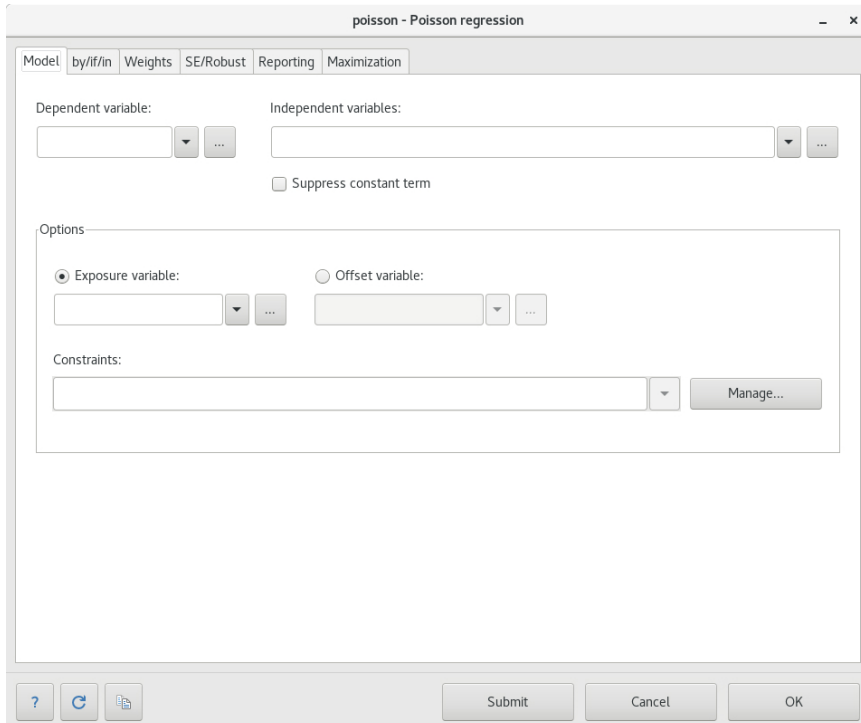 poisson - Poisson regression
Model by/if/in Weights SE/Robust Reporting Maximization
Dependent variable: Independent variables:
... ...
Suppress constant term
Options
Exposure variable: Offset variable:
... ...
Constraints:
Manage...
? Submit Cancel OK